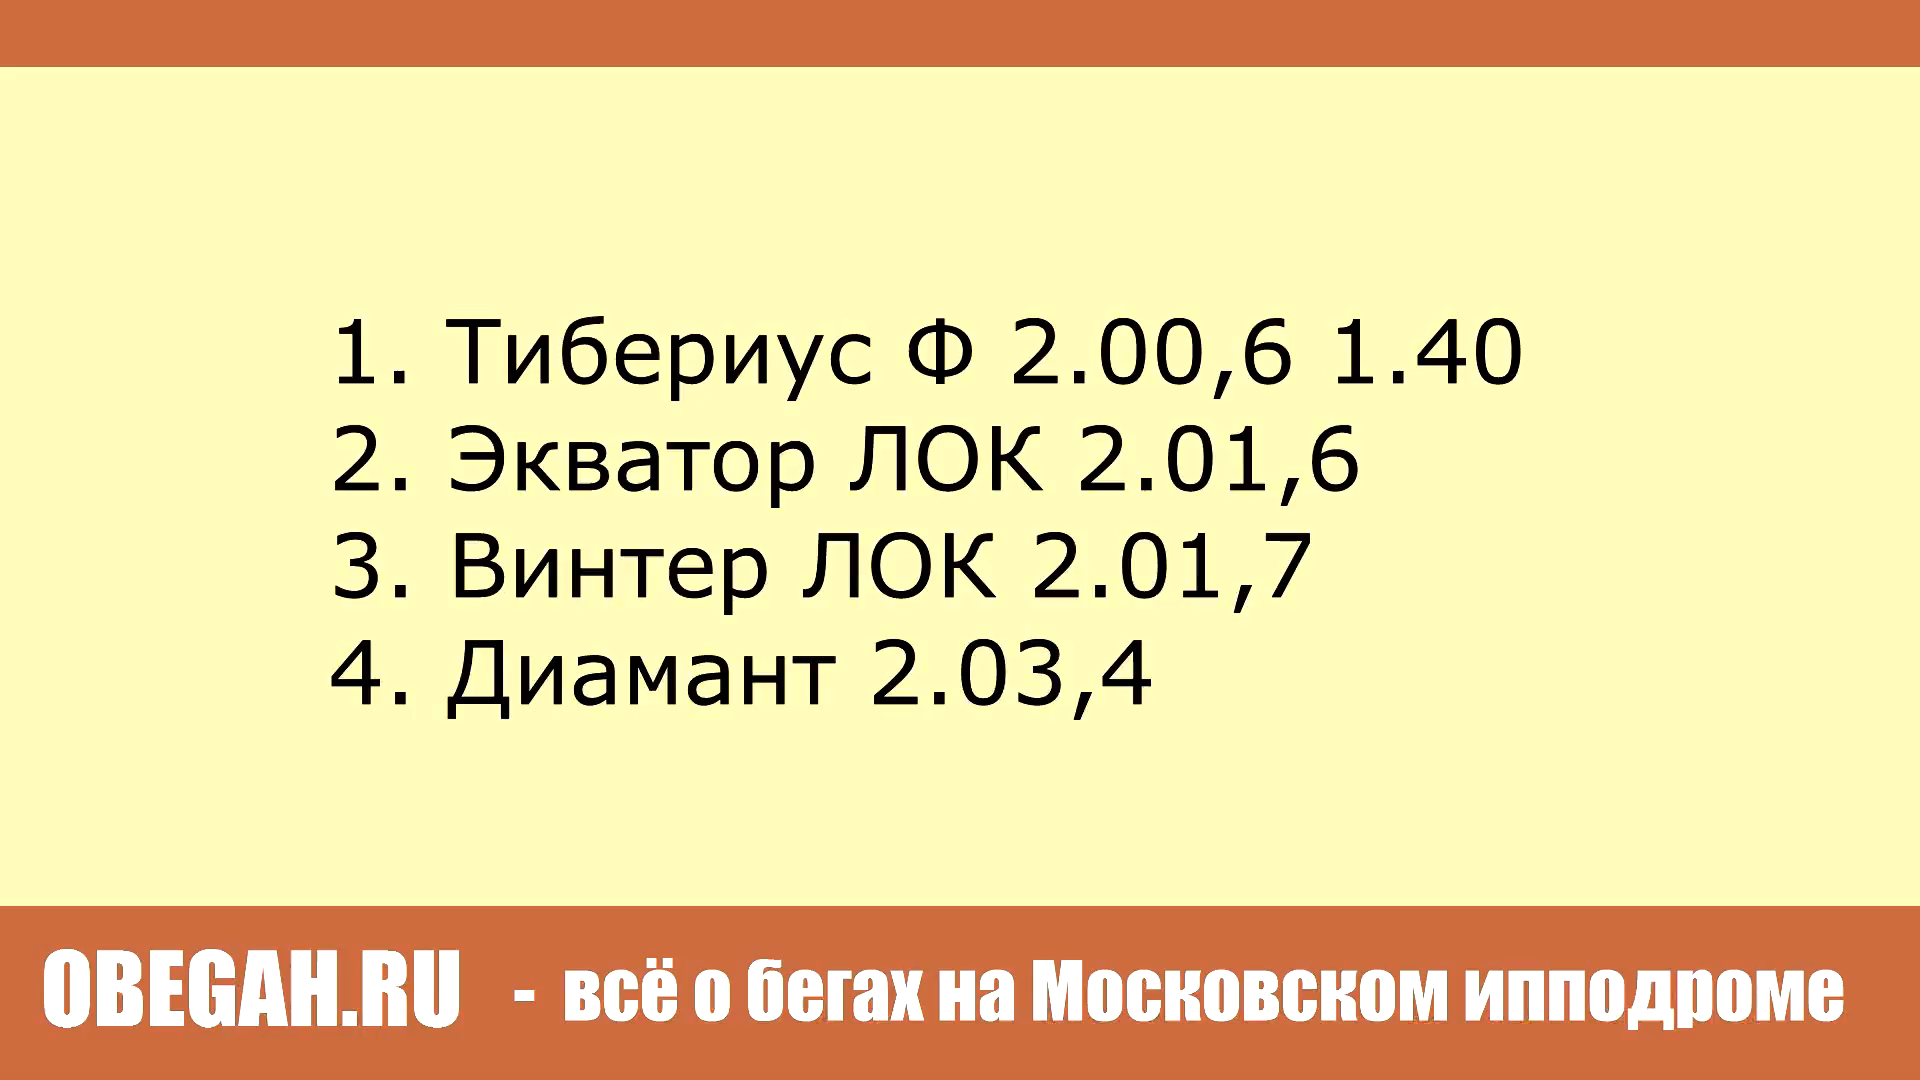 1. Тибериус Ф 2.00,6 1.40
2. Экватор ЛОК 2.01,6
3. Винтер ЛОК 2.01,7
4. Диамант 2.03,4
OBEGAH.RU - всё о бегах на Московском ипподроме